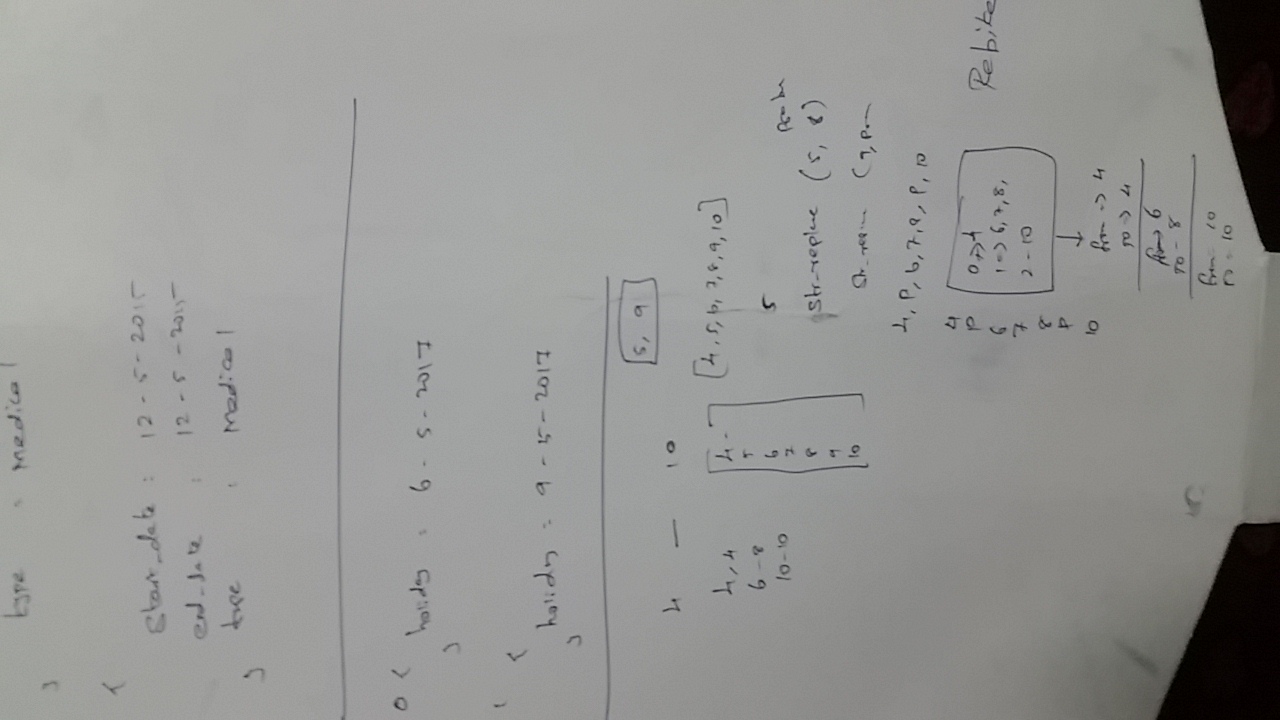 type : Medical
}
{
start_date : 12-5-2015
end_date : 12-5-2015
type : Medical
}
0 {
holiday : 6-5-2017
}
1 {
holiday : 9-5-2017
}
5, 9
4 — 10
[4,5,6,7,8,9,10]
4,4
6-8
10-10
4
5
6
7
8
9
10
5
str_replace (5, 8)
(9,
4, P, 6, 7, 8, P, 10
4
P
6
7
8
P
10
0 => 4
1 => 6,7,8,
2 - 10
Rebike
from => 4
to => 4
from => 6
to - 8
from - 10
to - 10